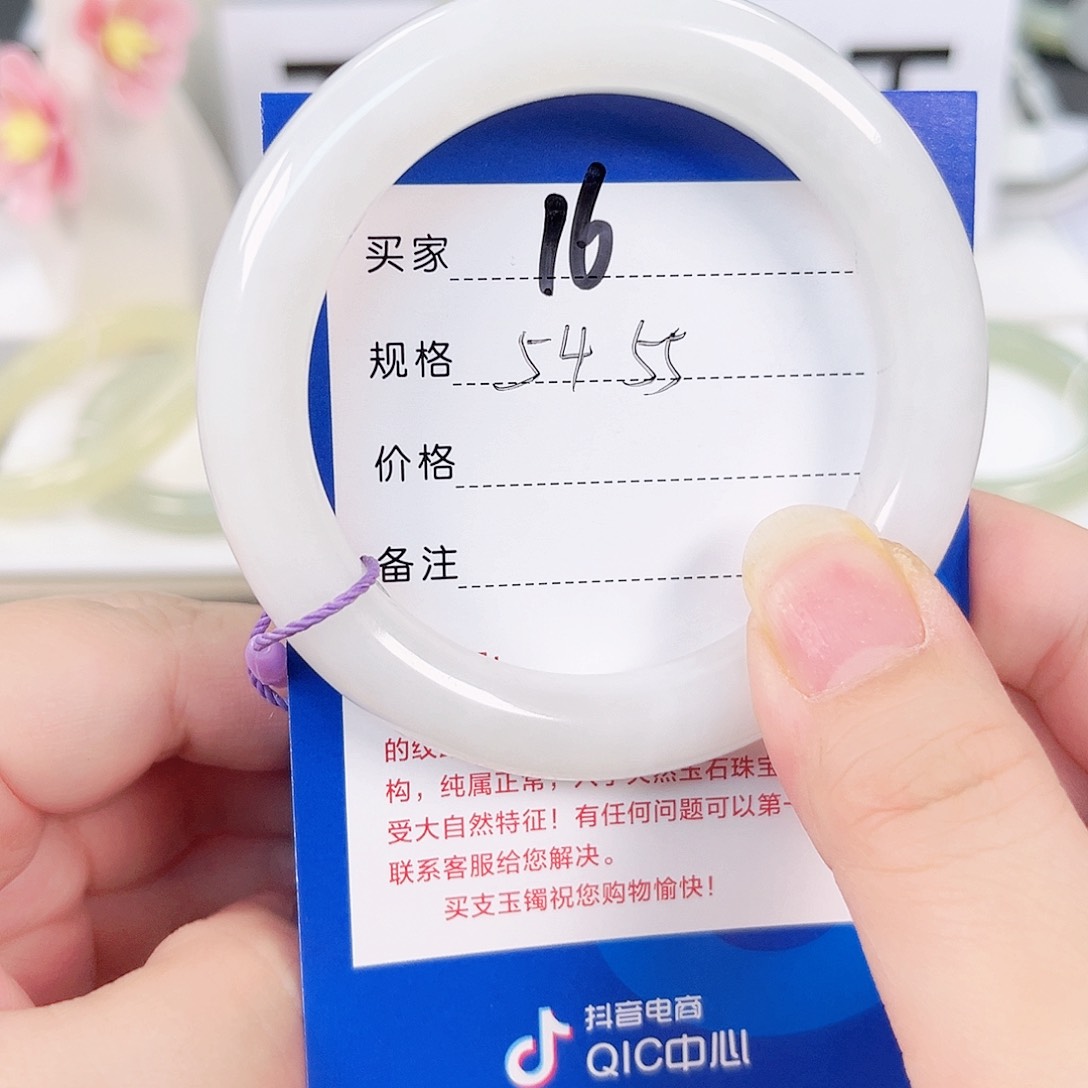 买家 16
规格 54 55
价格
备注
的纹
构，纯属正常，
受大自然特征！有任何问题可以第一
联系客服给您解决。
买支玉镯祝您购物愉快！
抖音电商
QIC中心